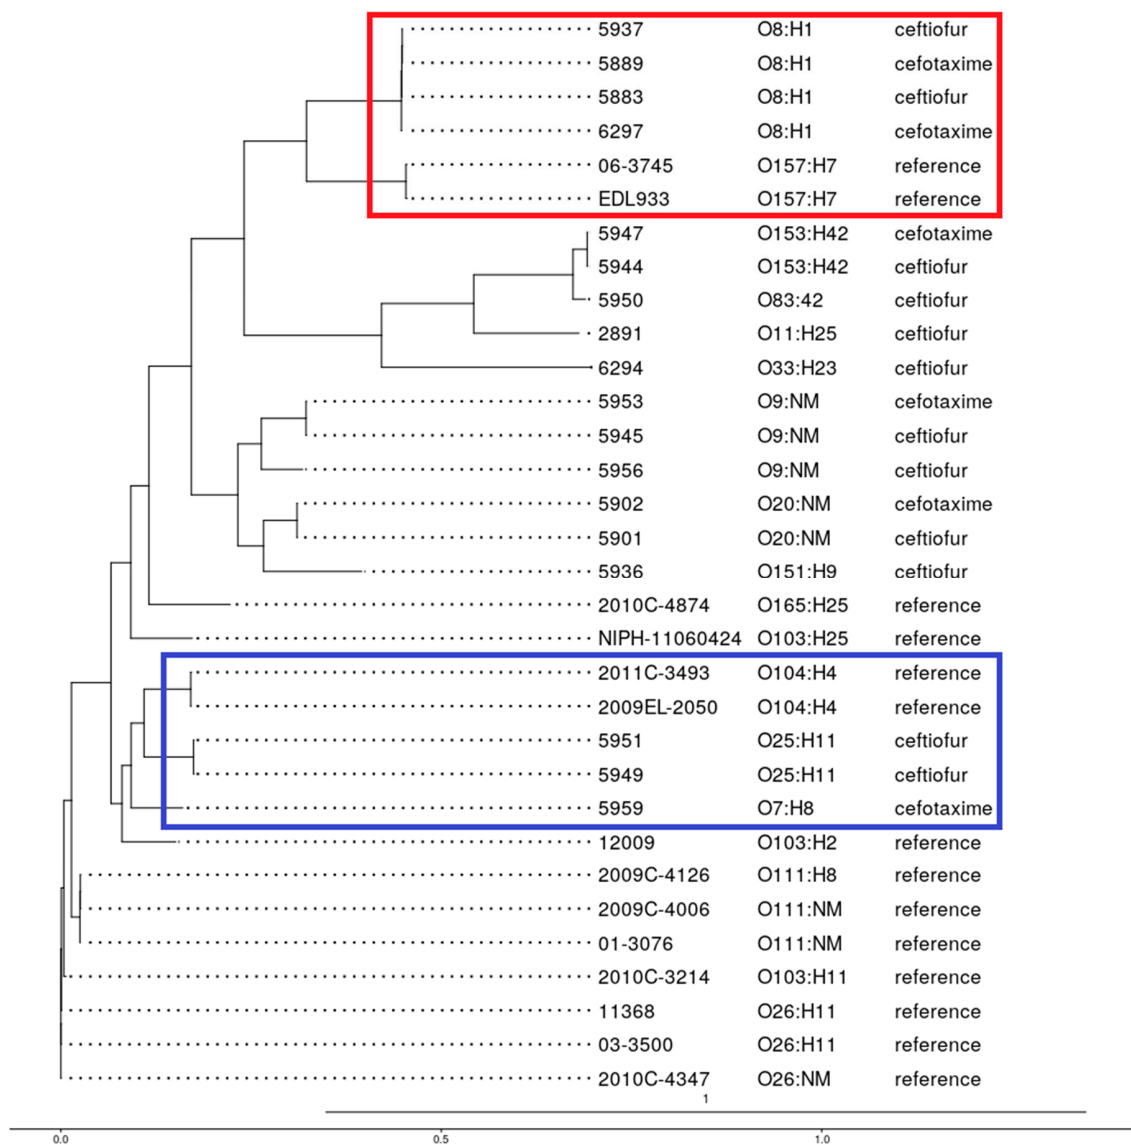 5937 O8:H1 ceftiofur
5889 O8:H1 cefotaxime
5883 O8:H1 ceftiofur
6297 O8:H1 cefotaxime
06-3745 O157:H7 reference
EDL933 O157:H7 reference
5947 O153:H42 cefotaxime
5944 O153:H42 ceftiofur
5950 O83:42 ceftiofur
2891 O11:H25 ceftiofur
6294 O33:H23 ceftiofur
5953 O9:NM cefotaxime
5945 O9:NM ceftiofur
5956 O9:NM ceftiofur
5902 O20:NM cefotaxime
5901 O20:NM ceftiofur
5936 O151:H9 ceftiofur
2010C-4874 O165:H25 reference
NIPH-11060424 O103:H25 reference
2011C-3493 O104:H4 reference
2009EL-2050 O104:H4 reference
5951 O25:H11 ceftiofur
5949 O25:H11 ceftiofur
5959 O7:H8 cefotaxime
12009 O103:H2 reference
2009C-4126 O111:H8 reference
2009C-4006 O111:NM reference
01-3076 O111:NM reference
2010C-3214 O103:H11 reference
11368 O26:H11 reference
03-3500 O26:H11 reference
2010C-4347 O26:NM reference
1
0.0 0.5 1.0